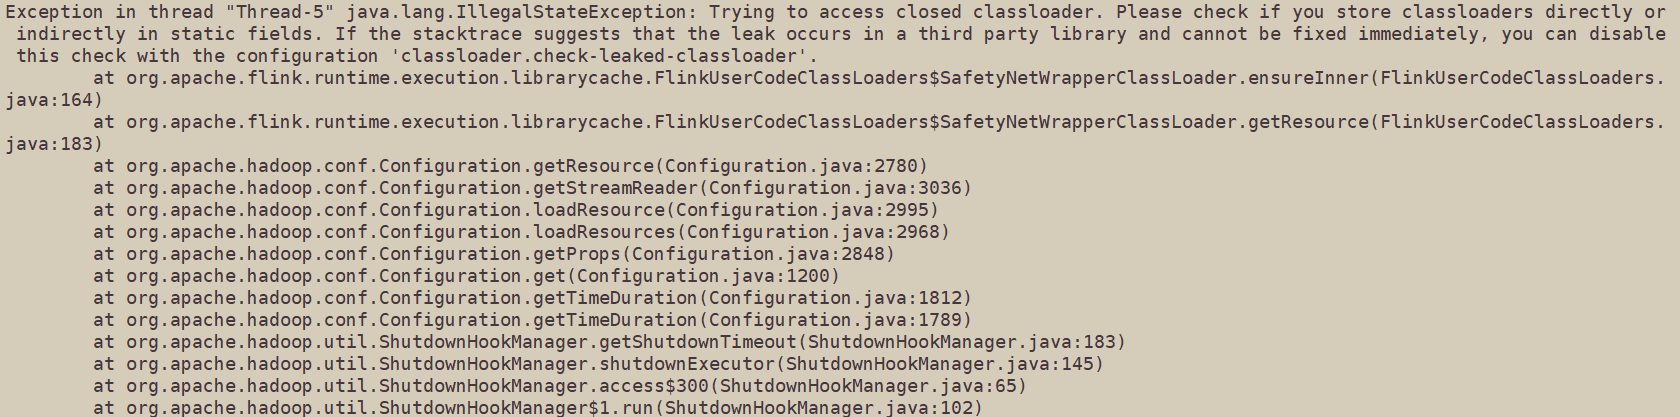 Exception in thread "Thread-5" java.lang.IllegalStateException: Trying to access closed classloader. Please check if you store classloaders directly or
indirectly in static fields. If the stacktrace suggests that the leak occurs in a third party library and cannot be fixed immediately, you can disable
this check with the configuration 'classloader.check-leaked-classloader'.
at org.apache.flink.runtime.execution.librarycache.FlinkUserCodeClassLoaders$SafetyNetWrapperClassLoader.ensureInner(FlinkUserCodeClassLoaders.
java:164)
at org.apache.flink.runtime.execution.librarycache.FlinkUserCodeClassLoaders$SafetyNetWrapperClassLoader.getResource(FlinkUserCodeClassLoaders.
java:183)
at org.apache.hadoop.conf.Configuration.getResource(Configuration.java:2780)
at org.apache.hadoop.conf.Configuration.getStreamReader(Configuration.java:3036)
at org.apache.hadoop.conf.Configuration.loadResource(Configuration.java:2995)
at org.apache.hadoop.conf.Configuration.loadResources(Configuration.java:2968)
at org.apache.hadoop.conf.Configuration.getProps(Configuration.java:2848)
at org.apache.hadoop.conf.Configuration.get(Configuration.java:1200)
at org.apache.hadoop.conf.Configuration.getTimeDuration(Configuration.java:1812)
at org.apache.hadoop.conf.Configuration.getTimeDuration(Configuration.java:1789)
at org.apache.hadoop.util.ShutdownHookManager.getShutdownTimeout(ShutdownHookManager.java:183)
at org.apache.hadoop.util.ShutdownHookManager.shutdownExecutor(ShutdownHookManager.java:145)
at org.apache.hadoop.util.ShutdownHookManager.access$300(ShutdownHookManager.java:65)
at org.apache.hadoop.util.ShutdownHookManager$1.run(ShutdownHookManager.java:102)